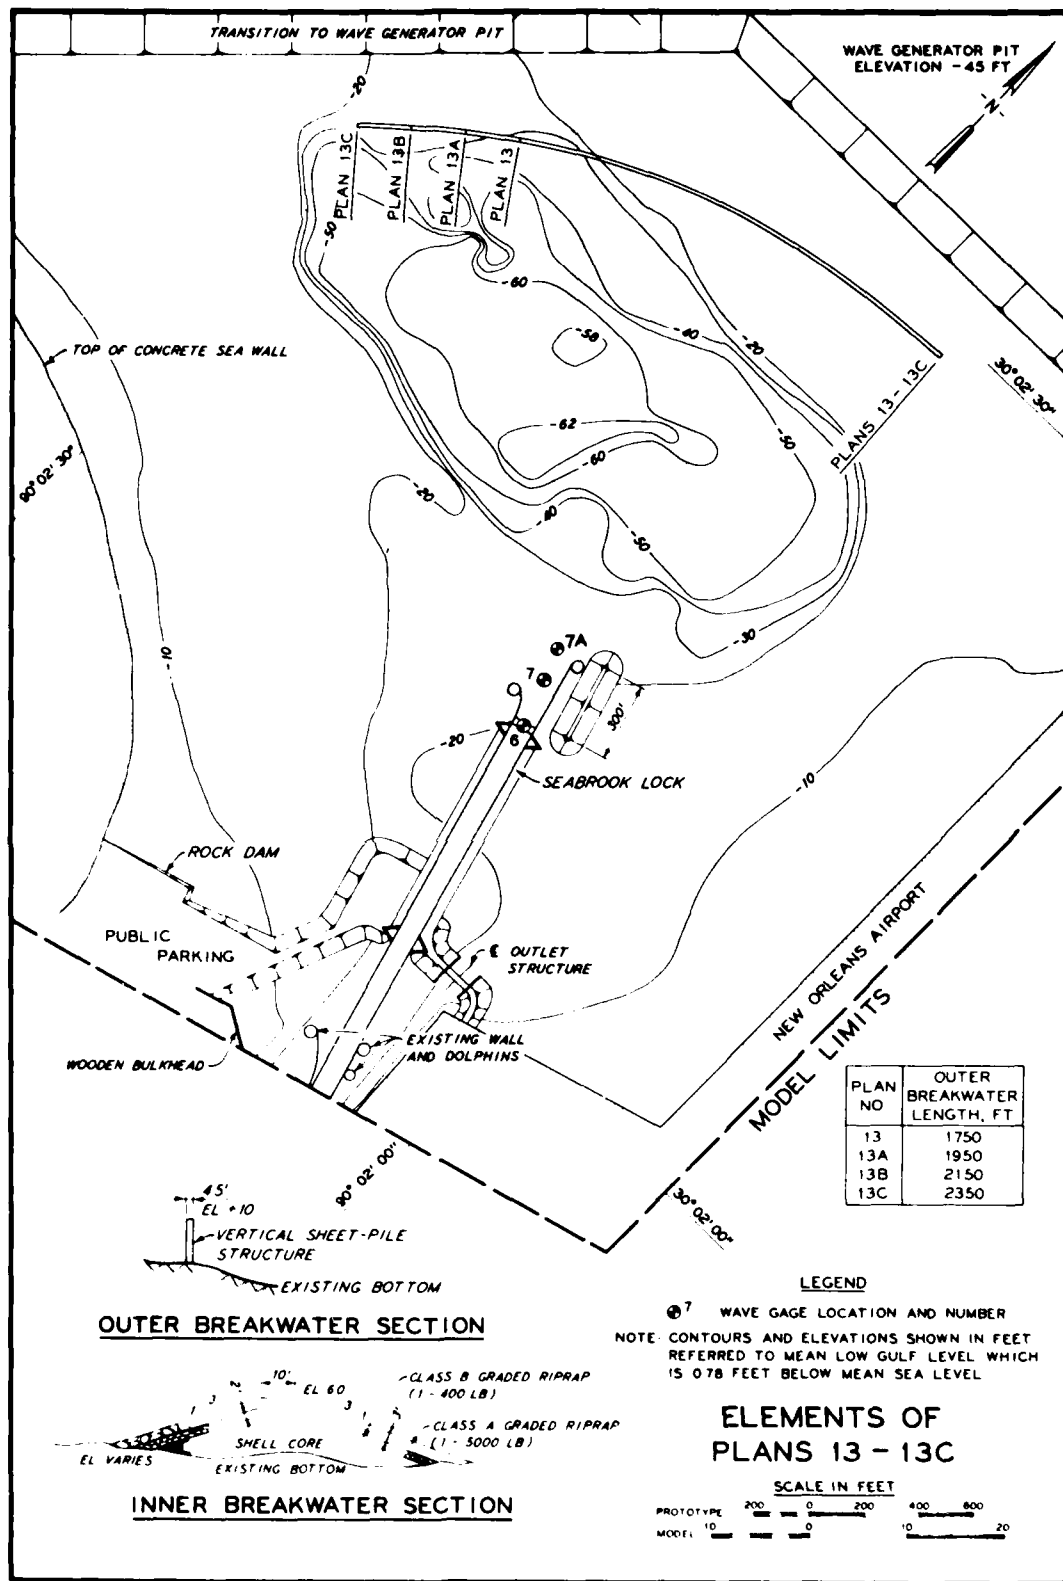 TRANSITION TO WAVE GENERATOR PIT
WAVE GENERATOR PIT
ELEVATION -45 FT
-N-
-20
PLAN 13C
PLAN 13B
PLAN 13A
PLAN 13
-50
-60
-58
-40
-20
TOP OF CONCRETE SEA WALL
30° 02' 30"
PLANS 13 - 13C
-62
-60
-50
90° 02' 30"
-20
-50
-10
-30
7A
7
300'
6
-20
SEABROOK LOCK
-10
ROCK DAM
PUBLIC
PARKING
℄ OUTLET
STRUCTURE
NEW ORLEANS AIRPORT
MODEL LIMITS
EXISTING WALL
AND DOLPHINS
WOODEN BULKHEAD
PLAN NO
OUTER BREAKWATER LENGTH, FT
13 1750
13A 1950
13B 2150
13C 2350
90° 02' 00"
30° 02' 00"
EL +10
VERTICAL SHEET-PILE
STRUCTURE
EXISTING BOTTOM
OUTER BREAKWATER SECTION
LEGEND
7 WAVE GAGE LOCATION AND NUMBER
NOTE: CONTOURS AND ELEVATIONS SHOWN IN FEET
REFERRED TO MEAN LOW GULF LEVEL WHICH
IS 0.78 FEET BELOW MEAN SEA LEVEL
10'
EL 6.0
CLASS B GRADED RIPRAP
(1 - 400 LB)
CLASS A GRADED RIPRAP
(1 - 5000 LB)
SHELL CORE
EL VARIES
EXISTING BOTTOM
INNER BREAKWATER SECTION
ELEMENTS OF
PLANS 13 - 13C
SCALE IN FEET
PROTOTYPE 200 0 200 400 600
MODEL 10 0 10 20